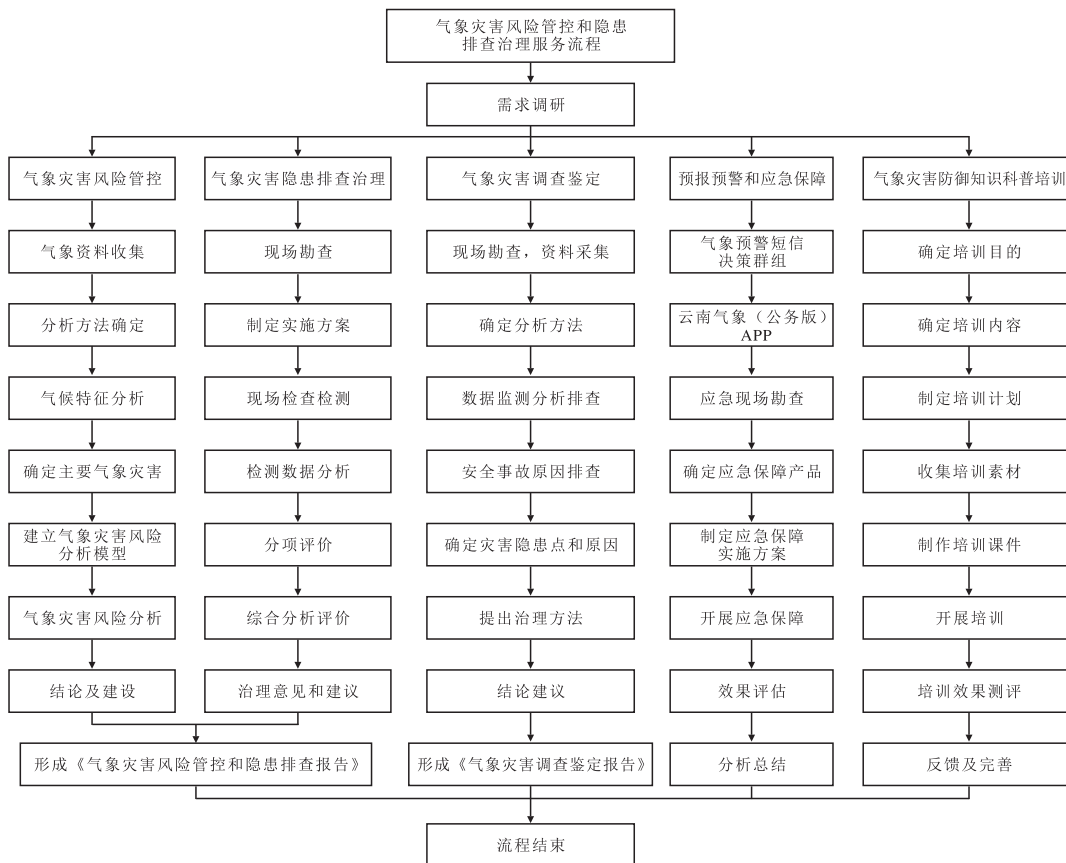 气象灾害风险管控和隐患
排查治理服务流程
需求调研
气象灾害风险管控
气象灾害隐患排查治理
气象灾害调查鉴定
预报预警和应急保障
气象灾害防御知识科普培训
气象资料收集
现场勘查
现场勘查，资料采集
气象预警短信
决策群组
确定培训目的
分析方法确定
制定实施方案
确定分析方法
云南气象（公务版）
APP
确定培训内容
气候特征分析
现场检查检测
数据监测分析排查
应急现场勘查
制定培训计划
确定主要气象灾害
检测数据分析
安全事故原因排查
确定应急保障产品
收集培训素材
建立气象灾害风险
分析模型
分项评价
确定灾害隐患点和原因
制定应急保障
实施方案
制作培训课件
气象灾害风险分析
综合分析评价
提出治理方法
开展应急保障
开展培训
结论及建设
治理意见和建议
结论建议
效果评估
培训效果测评
形成《气象灾害风险管控和隐患排查报告》
形成《气象灾害调查鉴定报告》
分析总结
反馈及完善
流程结束